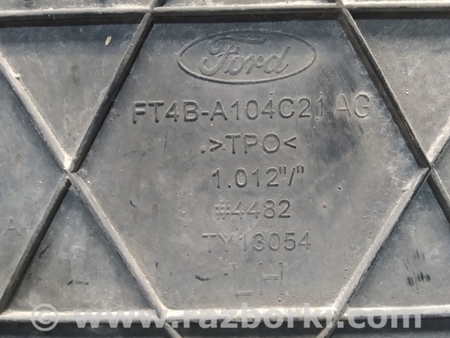 Ford
FT4B-A104C21 AG
.>TPO<
1.012"/"
#4482
TY13054
LH
www.razborki.com